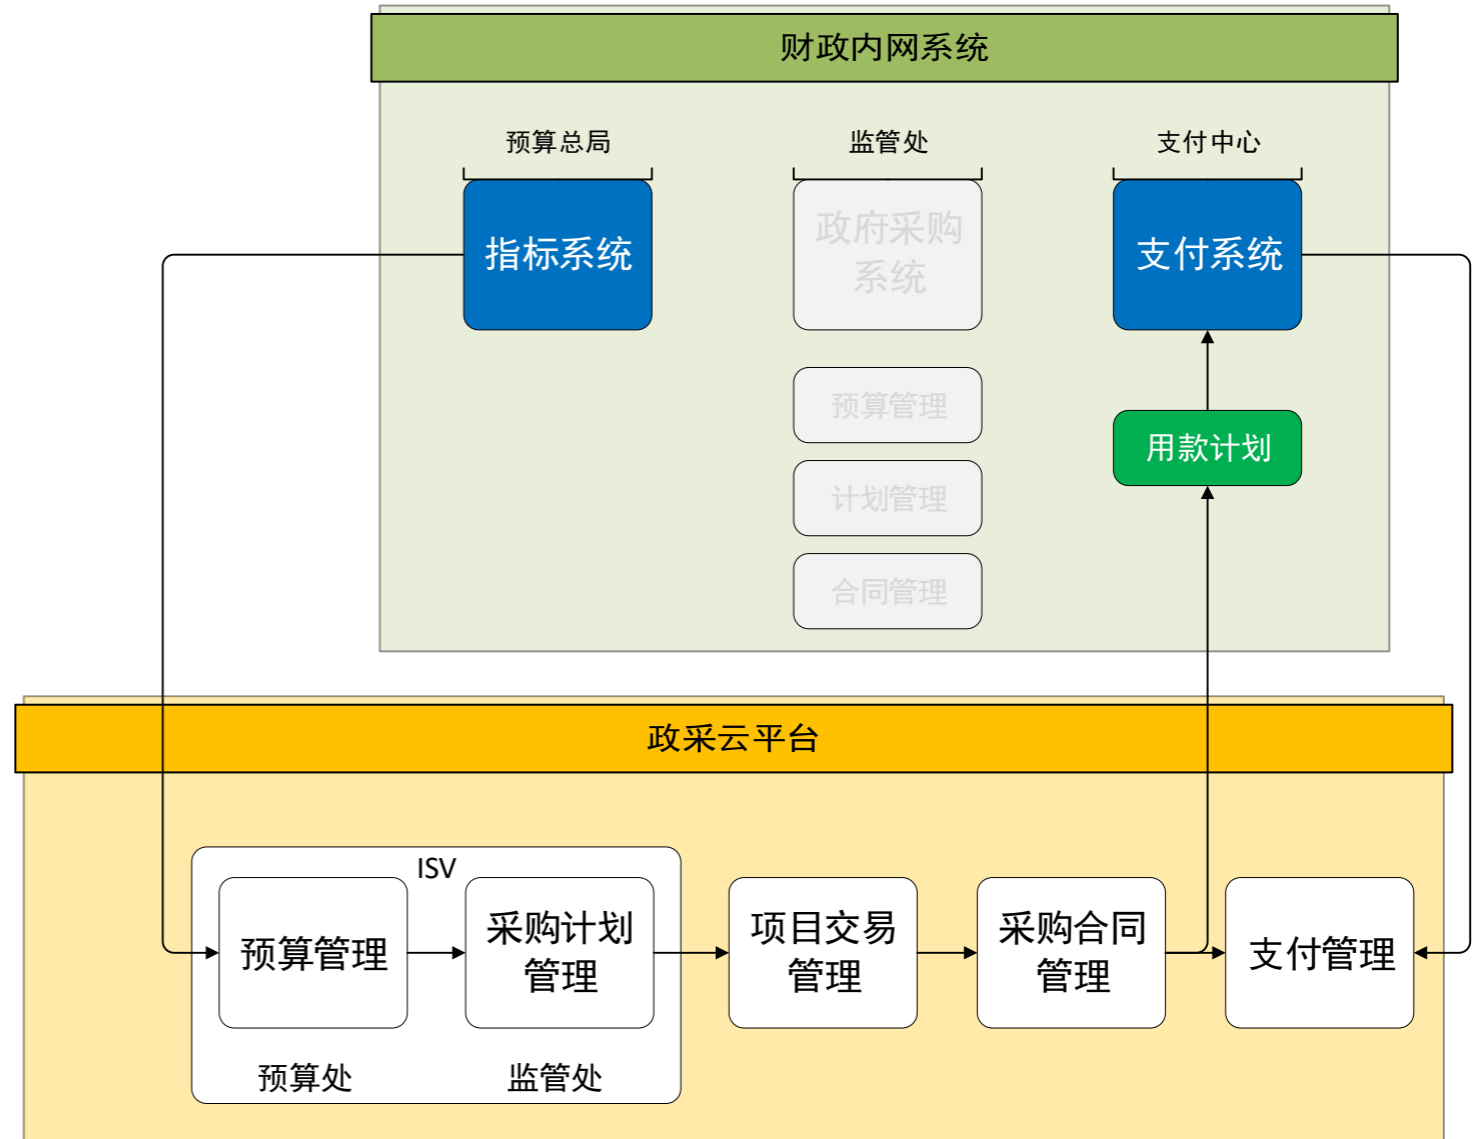 财政内网系统
预算总局
监管处
支付中心
指标系统
政府采购
系统
支付系统
预算管理
用款计划
计划管理
合同管理
政采云平台
ISV
预算管理
采购计划
管理
项目交易
管理
采购合同
管理
支付管理
预算处
监管处